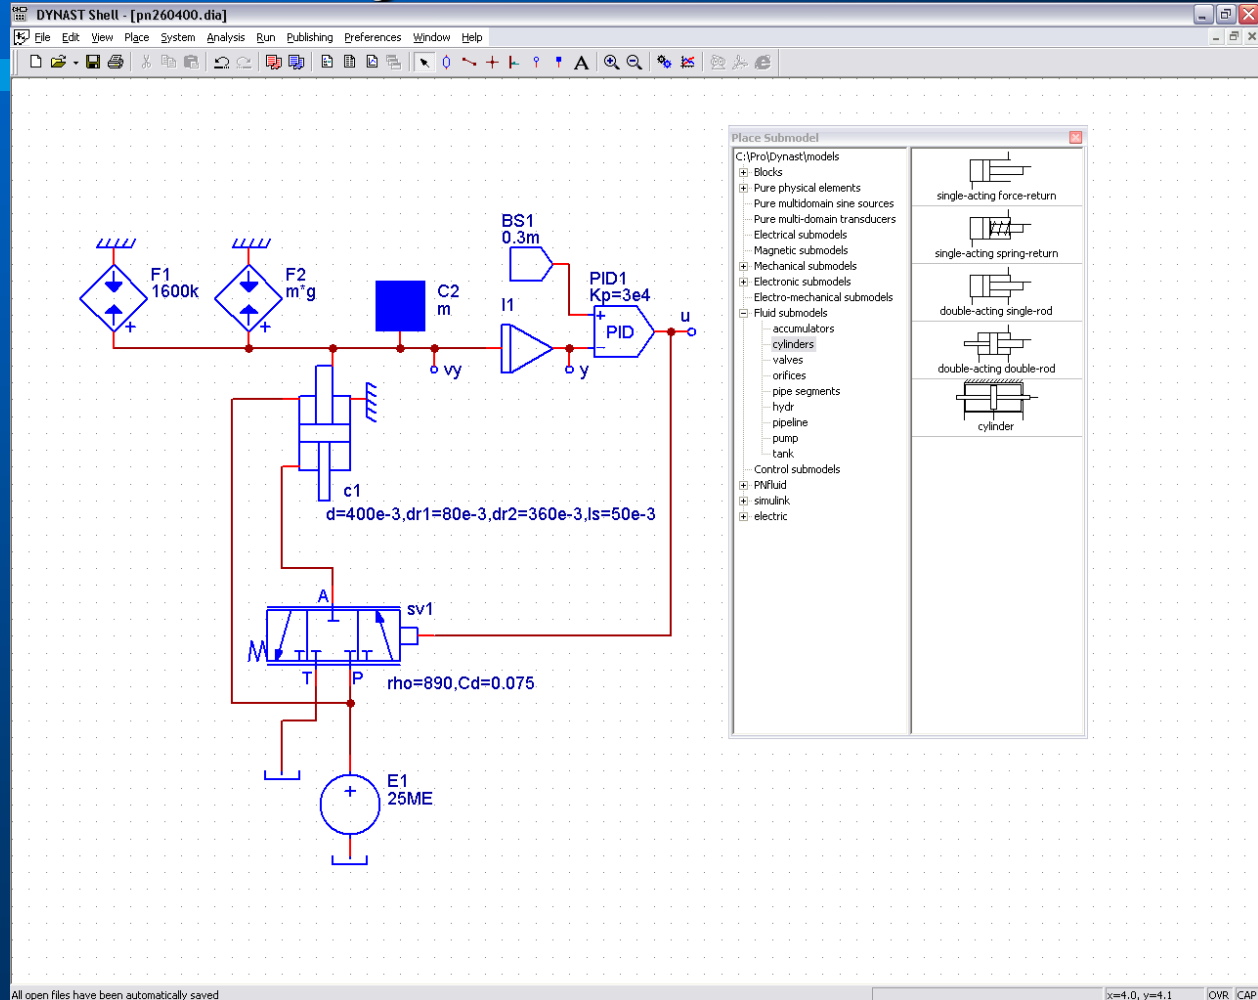 DYNAST Shell - [pn260400.dia]
File Edit View Place System Analysis Run Publishing Preferences Window Help
A
BS1
0.3m
F1
1600k
F2
m*g
C2
m
I1
PID1
Kp=3e4
PID
u
vy
y
c1
d=400e-3,dr1=80e-3,dr2=360e-3,ls=50e-3
A
sv1
T
P
rho=890,Cd=0.075
E1
25ME
Place Submodel
C:\Pro\Dynast\models
Blocks
Pure physical elements
Pure multidomain sine sources
Pure multi-domain transducers
Electrical submodels
Magnetic submodels
Mechanical submodels
Electronic submodels
Electro-mechanical submodels
Fluid submodels
accumulators
cylinders
valves
orifices
pipe segments
hydr
pipeline
pump
tank
Control submodels
PNfluid
simulink
electric
single-acting force-return
single-acting spring-return
double-acting single-rod
double-acting double-rod
cylinder
All open files have been automatically saved
x=4.0, y=4.1 OVR CAP